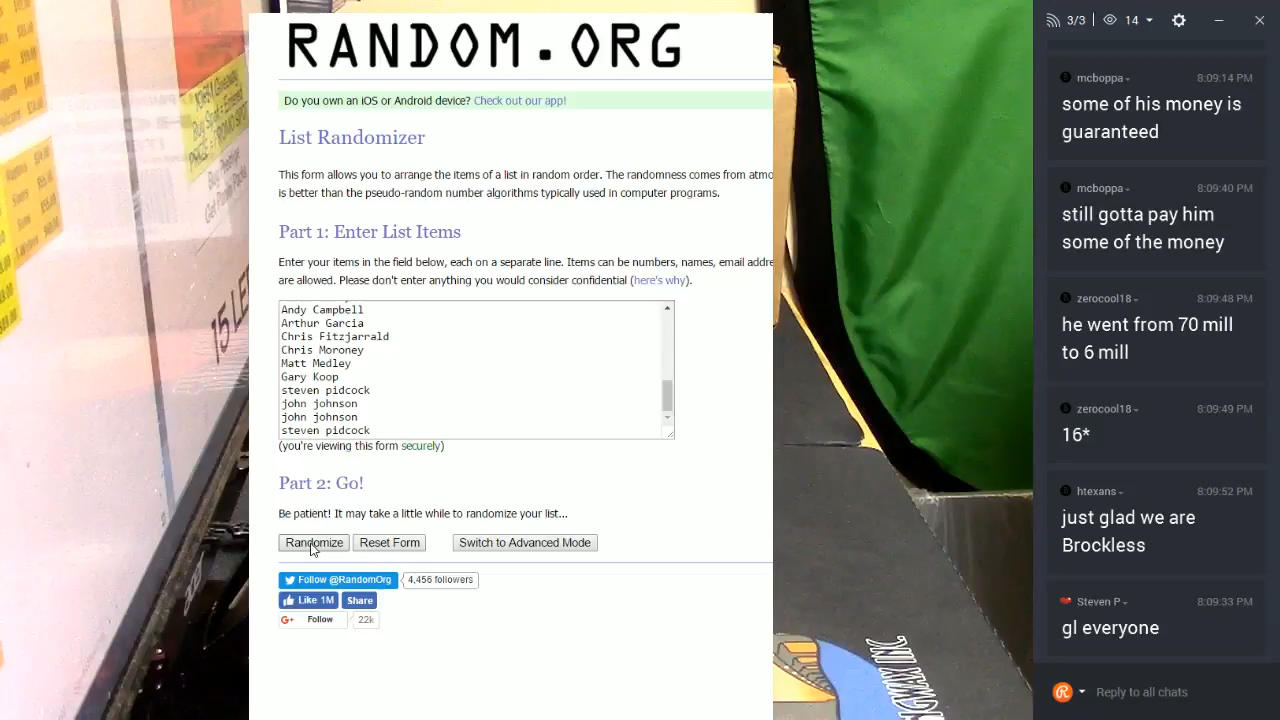 RANDOM.ORG
Do you own an iOS or Android device? Check out our app!
List Randomizer
This form allows you to arrange the items of a list in random order. The randomness comes from atmo
is better than the pseudo-random number algorithms typically used in computer programs.
Part 1: Enter List Items
Enter your items in the field below, each on a separate line. Items can be numbers, names, email addre
are allowed. Please don't enter anything you would consider confidential (here's why).
Andy Campbell
Arthur Garcia
Chris Fitzjarrald
Chris Moroney
Matt Medley
Gary Koop
steven pidcock
john johnson
john johnson
steven pidcock
(you're viewing this form securely)
Part 2: Go!
Be patient! It may take a little while to randomize your list...
Randomize
Reset Form
Switch to Advanced Mode
Follow @RandomOrg
4,456 followers
Like 1M
Share
G+ Follow
22k
15 LE
3/3
14
mcboppa
8:09:14 PM
some of his money is
guaranteed
mcboppa
8:09:40 PM
still gotta pay him
some of the money
zerocool18
8:09:48 PM
he went from 70 mill
to 6 mill
zerocool18
8:09:49 PM
16*
htexans
8:09:52 PM
just glad we are
Brockless
Steven P
8:09:33 PM
gl everyone
Reply to all chats